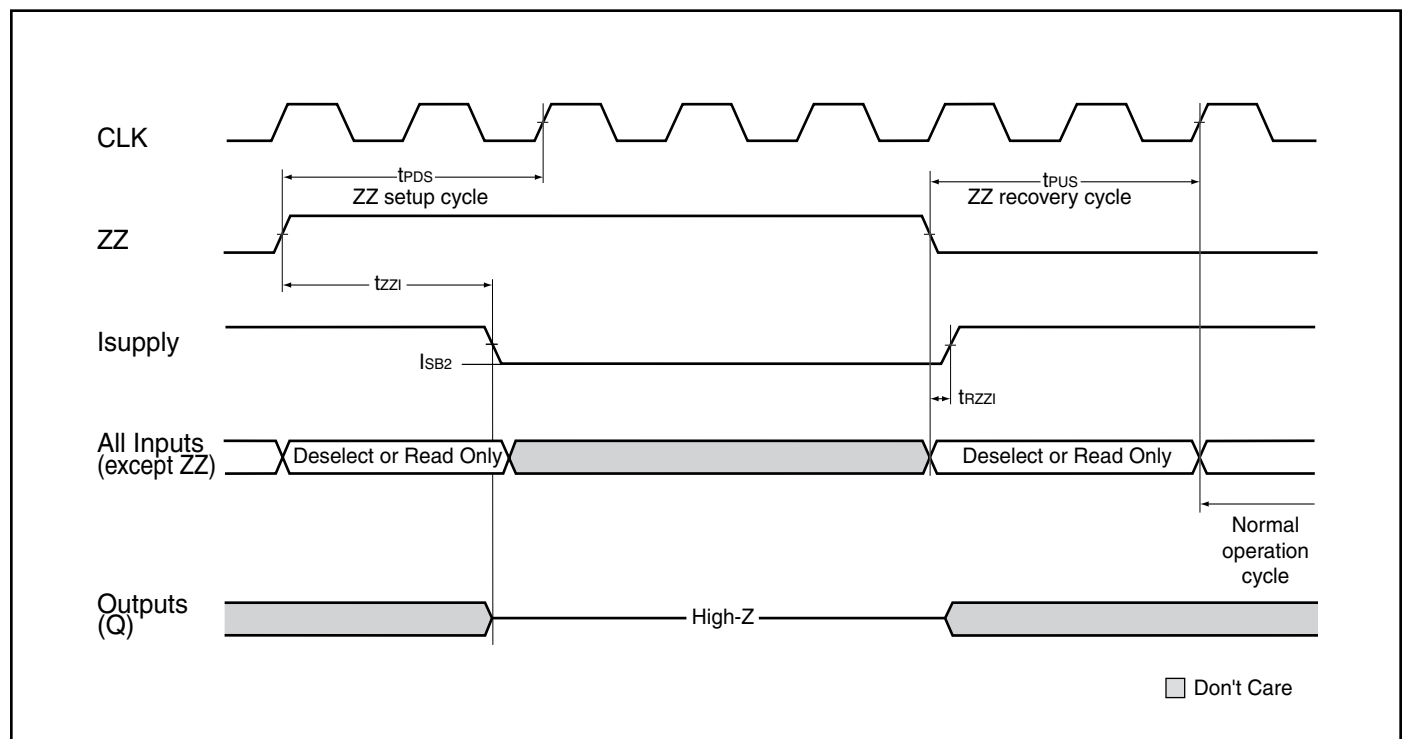 CLK
tPDS
ZZ setup cycle
tPUS
ZZ recovery cycle
ZZ
tZZI
Isupply
ISB2
tRZZI
All Inputs
(except ZZ)
Deselect or Read Only
Deselect or Read Only
Normal
operation
cycle
Outputs
(Q)
High-Z
Don't Care